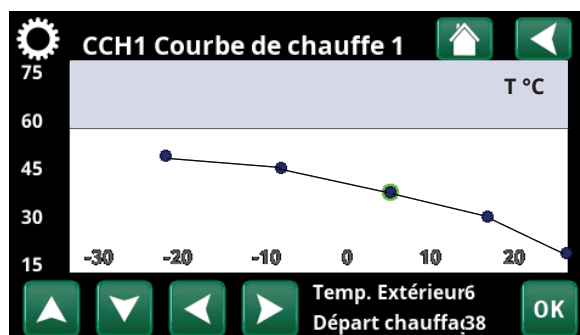 CCH1 Courbe de chauffe 1
75
T °C
60
45
30
15
-30 -20 -10 0 10 20
Temp. Extérieur6
Départ chauffag38
OK